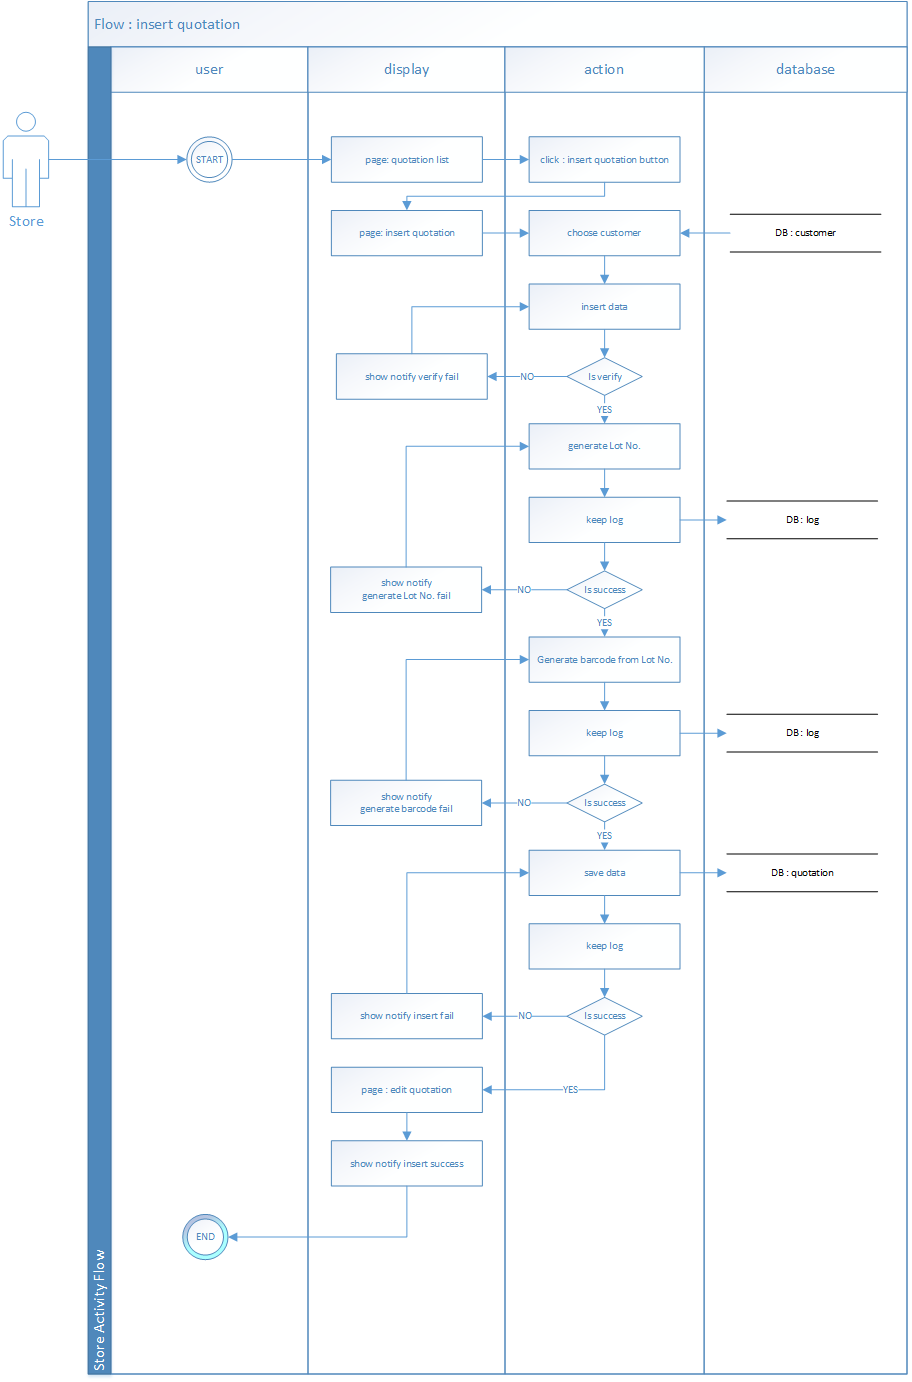 Flow : insert quotation
user
display
action
database
START
page: quotation list
click : insert quotation button
Store
page: insert quotation
choose customer
DB : customer
insert data
show notify verify fail
NO
Is verify
YES
generate Lot No.
keep log
DB : log
show notify
generate Lot No. fail
NO
Is success
YES
Generate barcode from Lot No.
keep log
DB : log
show notify
generate barcode fail
NO
Is success
YES
save data
DB : quotation
keep log
show notify insert fail
NO
Is success
page : edit quotation
YES
show notify insert success
END
Store Activity Flow